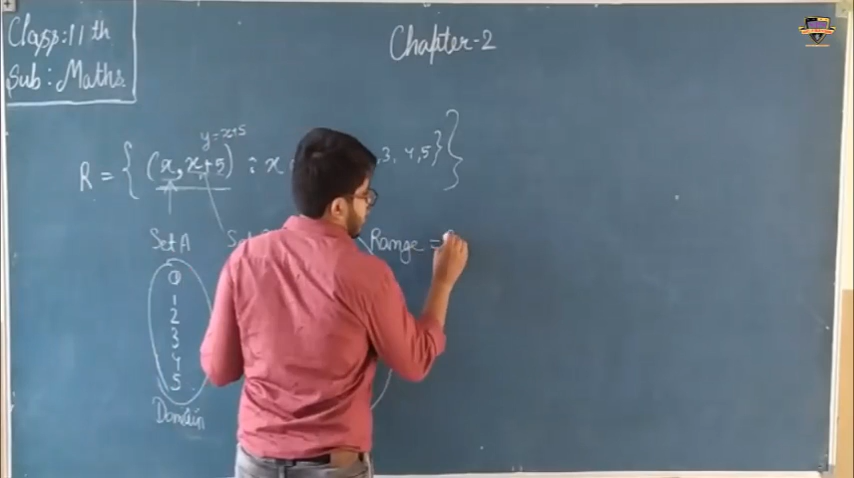 Class: 11th
Sub: Maths.
Chapter-2
y=x+5
R = { (x, x+5) : x , 3, 4, 5} }
Set A
Range =
0
1
2
3
4
5
Domain